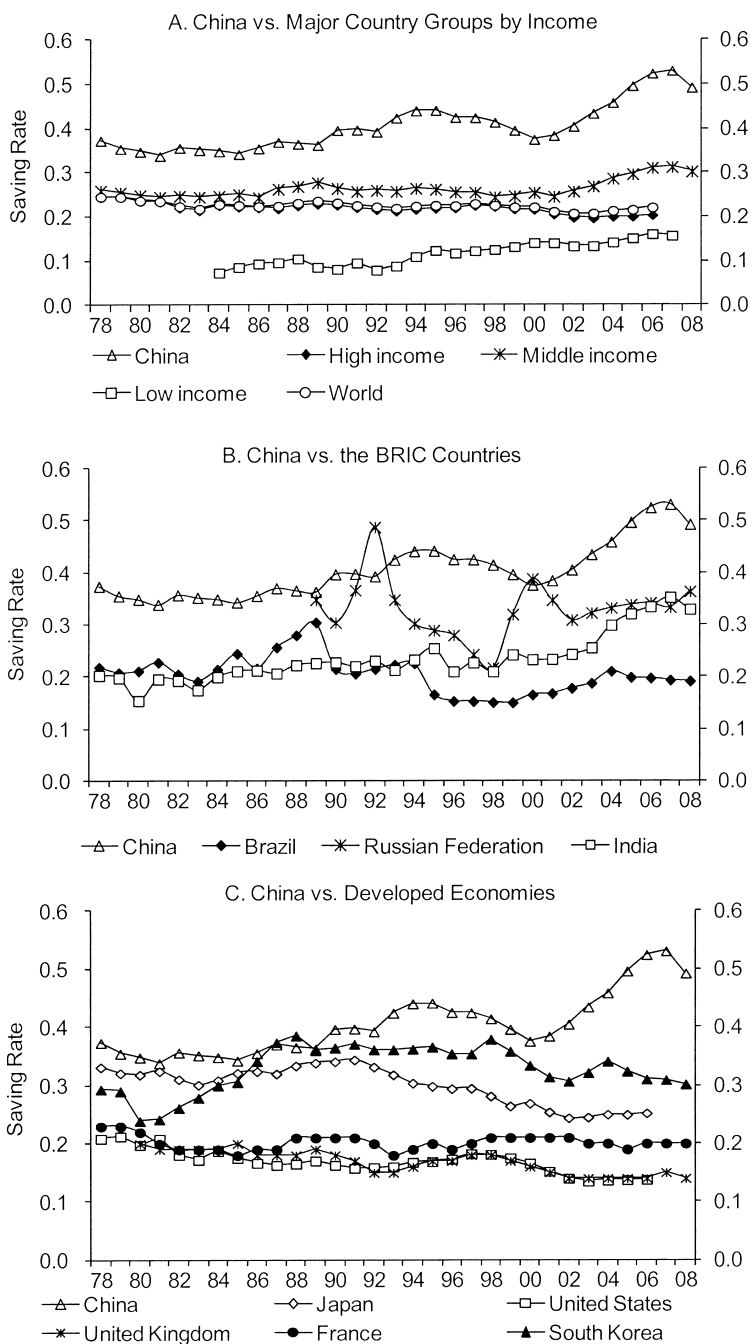 A. China vs. Major Country Groups by Income
0.6 0.6
0.5 0.5
0.4 0.4
0.3 0.3
0.2 0.2
0.1 0.1
0.0 0.0
Saving Rate
78 80 82 84 86 88 90 92 94 96 98 00 02 04 06 08
China High income Middle income
Low income World
B. China vs. the BRIC Countries
0.6 0.6
0.5 0.5
0.4 0.4
0.3 0.3
0.2 0.2
0.1 0.1
0.0 0.0
Saving Rate
78 80 82 84 86 88 90 92 94 96 98 00 02 04 06 08
China Brazil Russian Federation India
C. China vs. Developed Economies
0.6 0.6
0.5 0.5
0.4 0.4
0.3 0.3
0.2 0.2
0.1 0.1
0.0 0.0
Saving Rate
78 80 82 84 86 88 90 92 94 96 98 00 02 04 06 08
China Japan United States
United Kingdom France South Korea